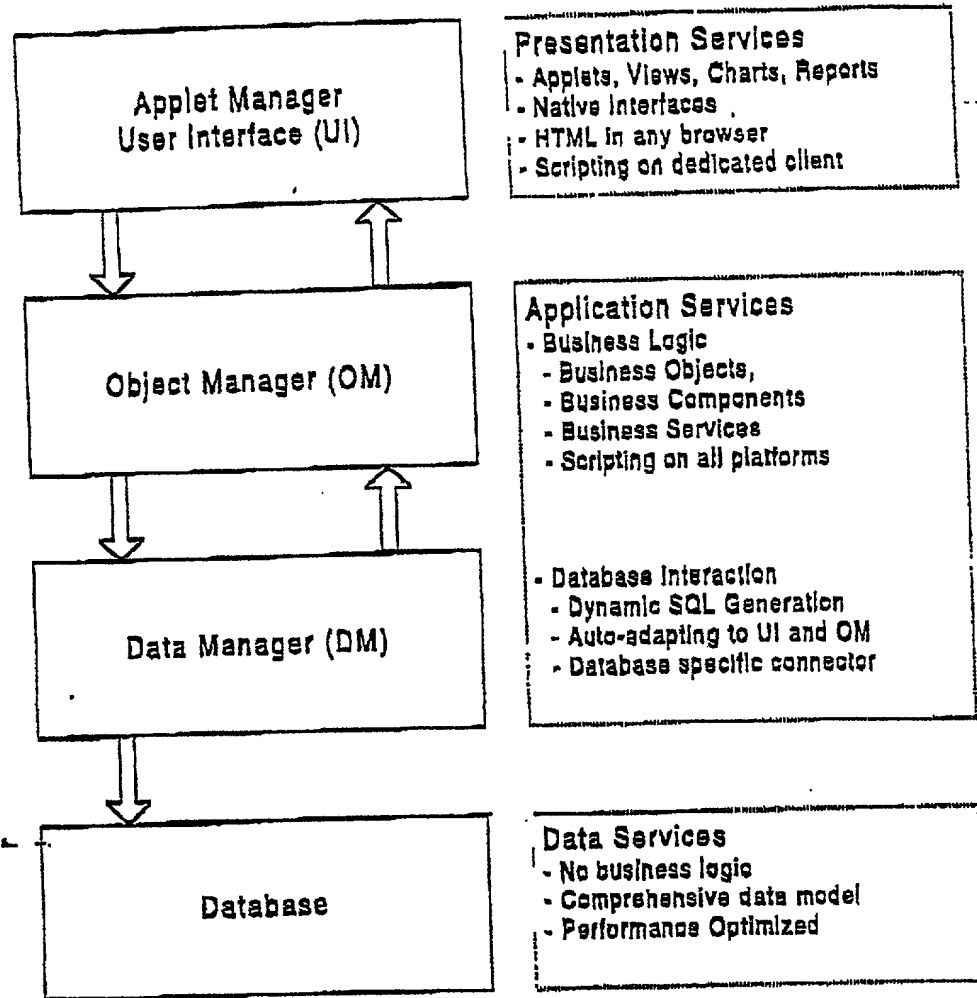 Applet Manager
User Interface (UI)
Presentation Services
- Applets, Views, Charts, Reports
- Native Interfaces
- HTML in any browser
- Scripting on dedicated client
Object Manager (OM)
Application Services
- Business Logic
- Business Objects,
- Business Components
- Business Services
- Scripting on all platforms
Data Manager (DM)
- Database Interaction
- Dynamic SQL Generation
- Auto-adapting to UI and OM
- Database specific connector
Database
Data Services
- No business logic
- Comprehensive data model
- Performance Optimized